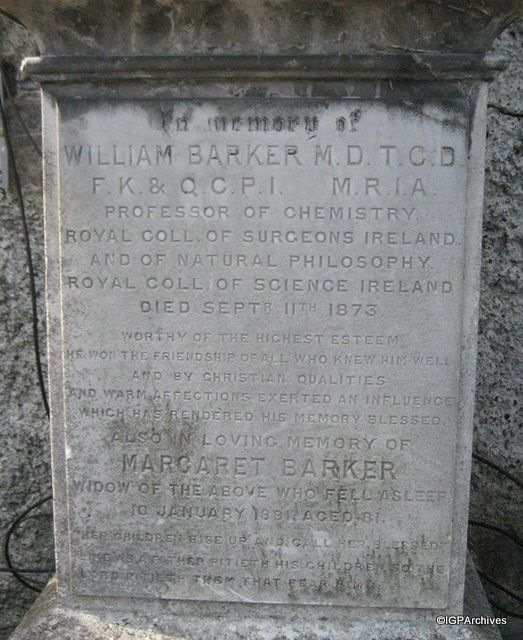 In memory of
WILLIAM BARKER M.D. T.C.D.
F.K. & Q.C.P.I. M.R.I.A.
PROFESSOR OF CHEMISTRY,
ROYAL COLL. OF SURGEONS IRELAND.
AND OF NATURAL PHILOSOPHY.
ROYAL COLL. OF SCIENCE IRELAND
DIED SEPTR 11TH 1873.
WORTHY OF THE HIGHEST ESTEEM
HE WON THE FRIENDSHIP OF ALL WHO KNEW HIM WELL
AND BY CHRISTIAN QUALITIES
AND WARM AFFECTIONS EXERTED AN INFLUENCE
WHICH HAS RENDERED HIS MEMORY BLESSED.
ALSO IN LOVING MEMORY OF
MARGARET BARKER
WIDOW OF THE ABOVE WHO FELL ASLEEP
10 JANUARY 1891. AGED 81.
HER CHILDREN RISE UP AND CALL HER BLESSED
LIKE AS A FATHER PITIETH HIS CHILDREN SO THE
LORD PITIETH THEM THAT FEAR HIM.
©IGPArchives